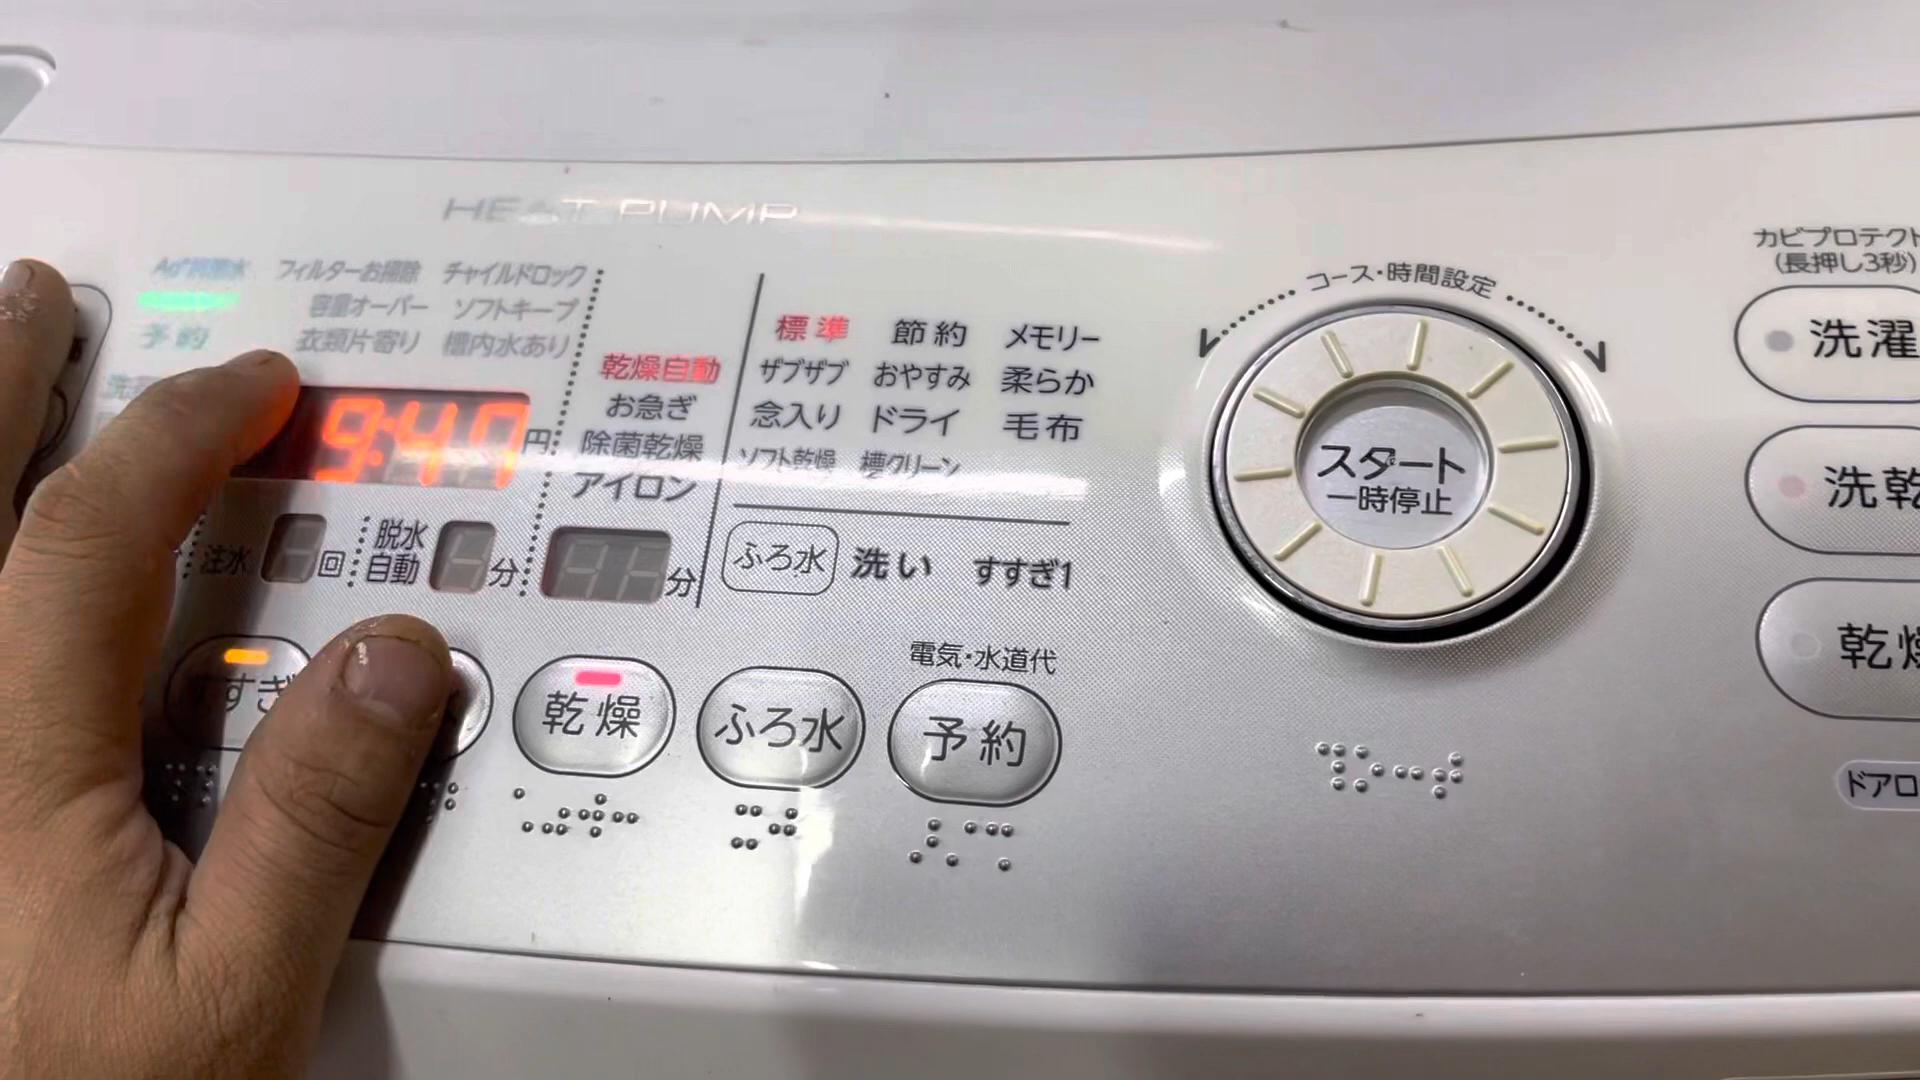 HEAT PUMP
フィルターお掃除 チャイルドロック
容量オーバー ソフトキープ
予約 衣類片寄り 槽内水あり
9:47
円
乾燥自動
お急ぎ
除菌乾燥
アイロン
標準 節約 メモリー
ザブザブ おやすみ 柔らか
念入り ドライ 毛布
ソフト乾燥 槽クリーン
注水 回
脱水
自動 分
分
ふろ水 洗い すすぎ1
電気・水道代
すすぎ
乾燥
ふろ水
予約
コース・時間設定
スタート
一時停止
カビプロテクト
(長押し3秒)
洗濯
洗乾
乾燥
ドアロ